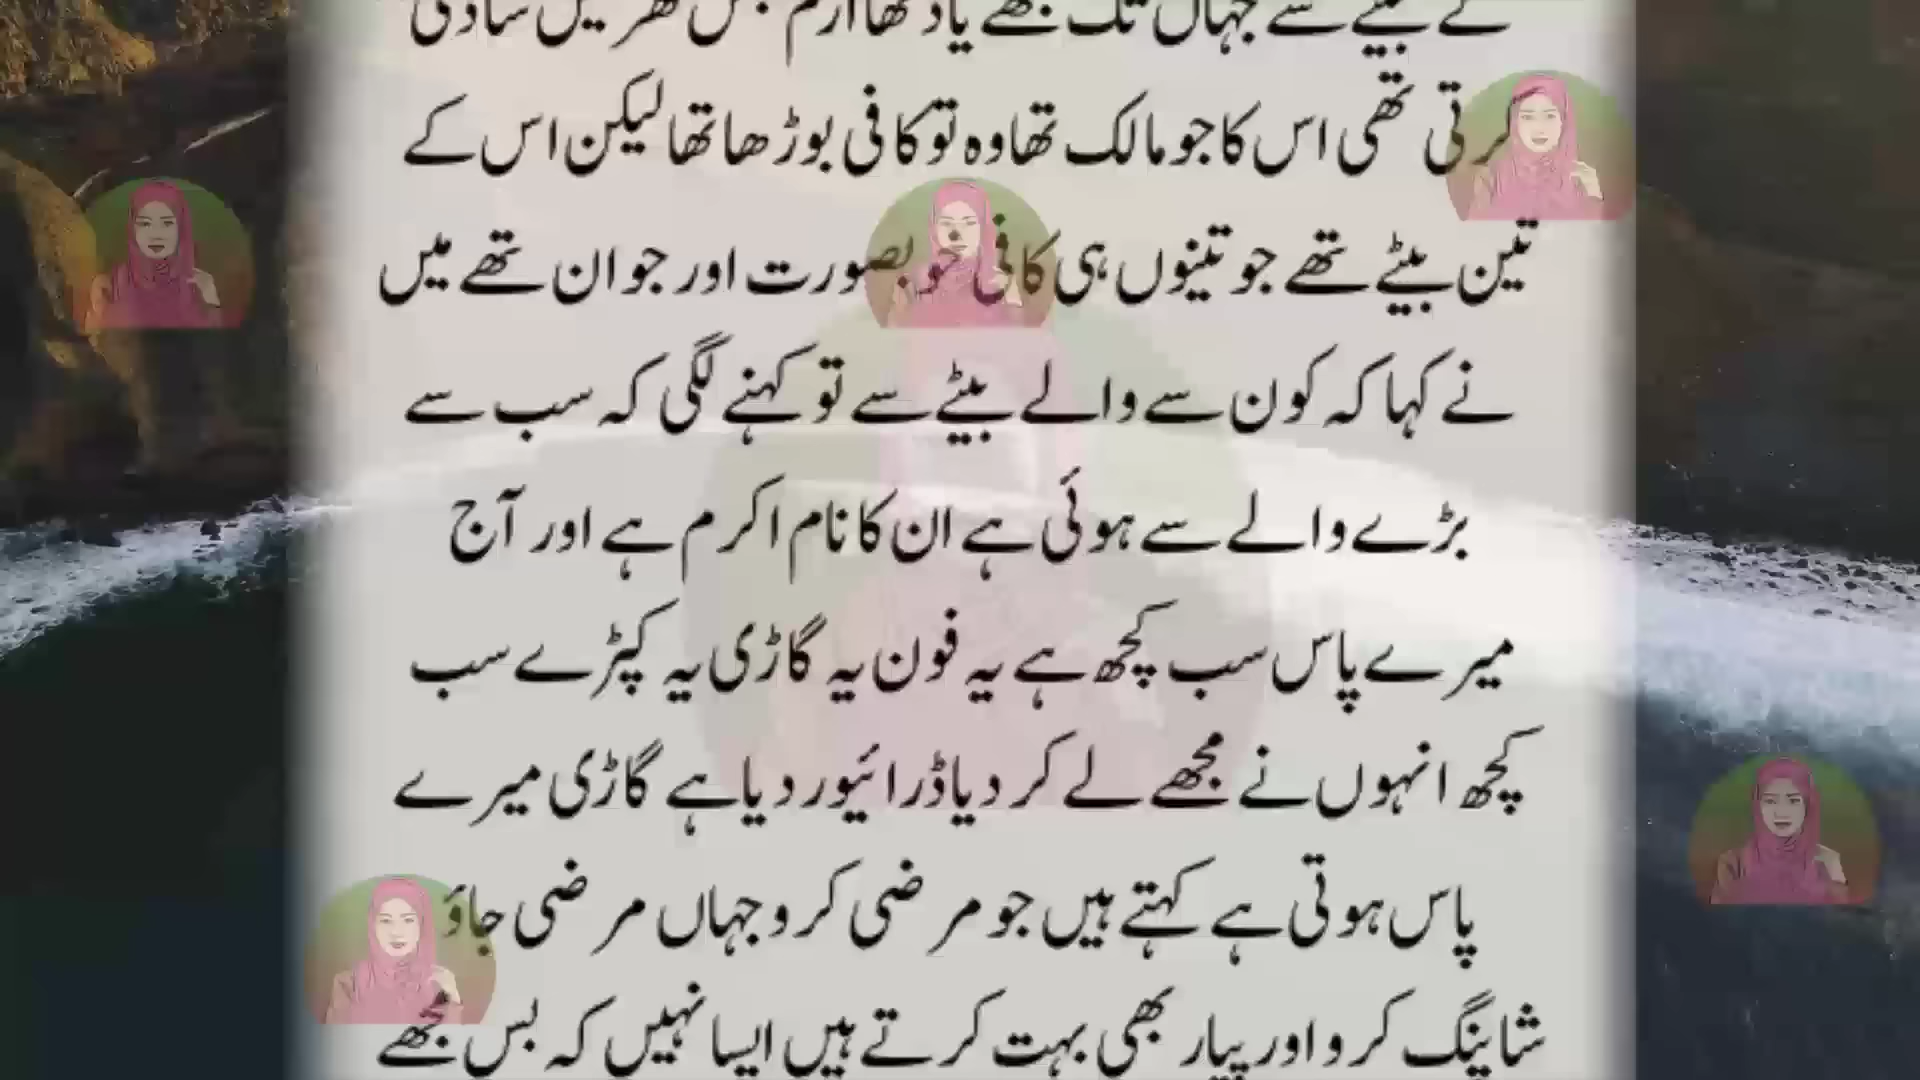 کے بیٹے سے جہاں تک مجھے یاد تھا ارم جس گھر میں شادی
کرتی تھی اس کا جو مالک تھا وہ تو کافی بوڑھا تھا لیکن اس کے
تین بیٹے تھے جو تینوں ہی کافی خوبصورت اور جوان تھے میں
نے کہا کہ کون سے والے بیٹے سے تو کہنے لگی کہ سب سے
بڑے والے سے ہوئی ہے ان کا نام اکرم ہے اور آج
میرے پاس سب کچھ ہے یہ فون یہ گاڑی یہ کپڑے سب
کچھ انہوں نے مجھے لے کر دیا ڈرائیور دیا ہے گاڑی میرے
پاس ہوتی ہے کہتے ہیں جو مرضی کرو جہاں مرضی جاؤ
شاپنگ کرو اور پیار بھی بہت کرتے ہیں ایسا نہیں کہ بس مجھے